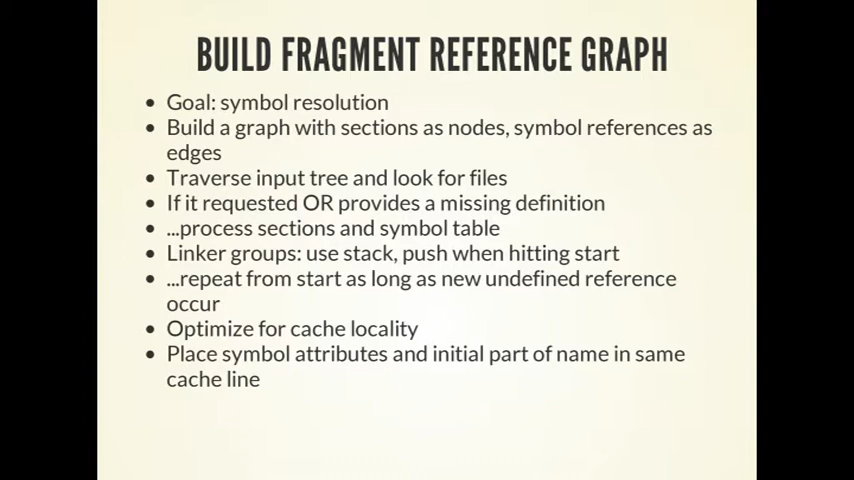 BUILD FRAGMENT REFERENCE GRAPH
• Goal: symbol resolution
• Build a graph with sections as nodes, symbol references as
edges
• Traverse input tree and look for files
• If it requested OR provides a missing definition
• ...process sections and symbol table
• Linker groups: use stack, push when hitting start
• ...repeat from start as long as new undefined reference
occur
• Optimize for cache locality
• Place symbol attributes and initial part of name in same
cache line